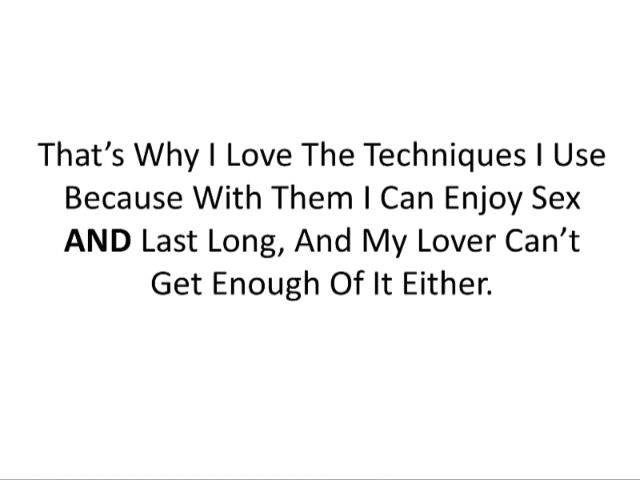 That’s Why I Love The Techniques I Use
Because With Them I Can Enjoy Sex
AND Last Long, And My Lover Can’t
Get Enough Of It Either.